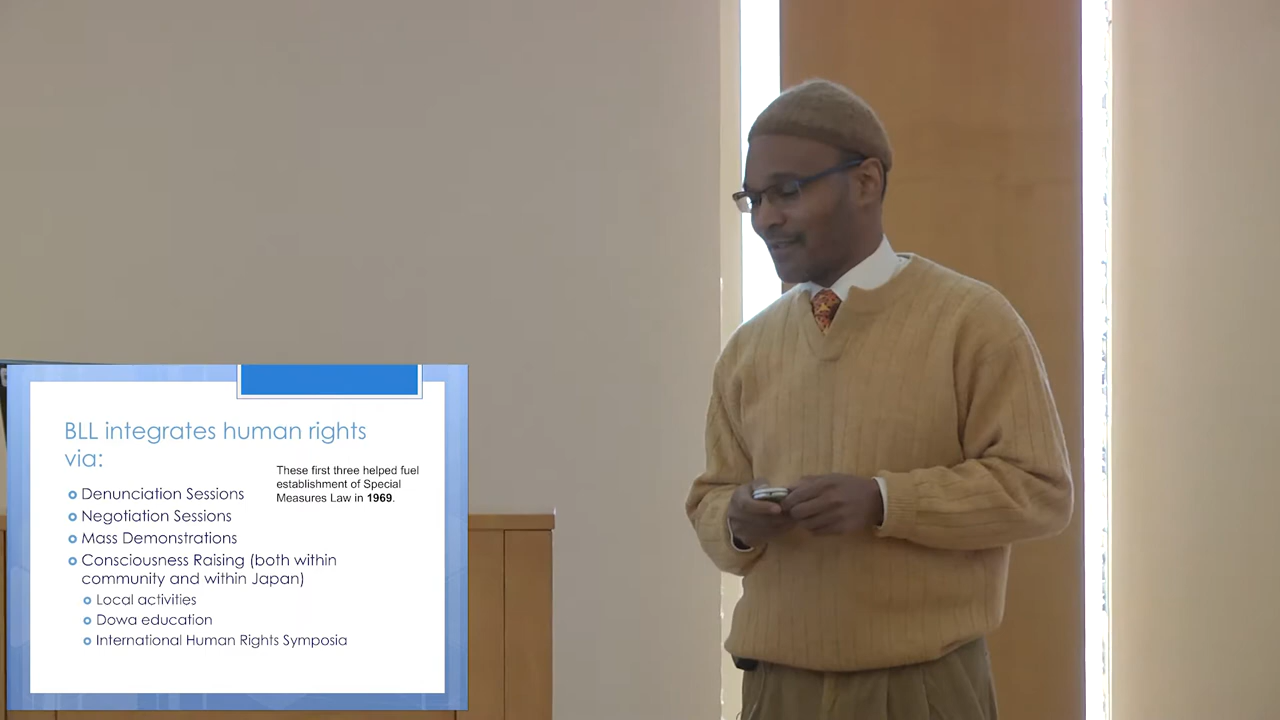 BLL integrates human rights
via:
These first three helped fuel
establishment of Special
Measures Law in 1969.
Denunciation Sessions
Negotiation Sessions
Mass Demonstrations
Consciousness Raising (both within
community and within Japan)
Local activities
Dowa education
International Human Rights Symposia